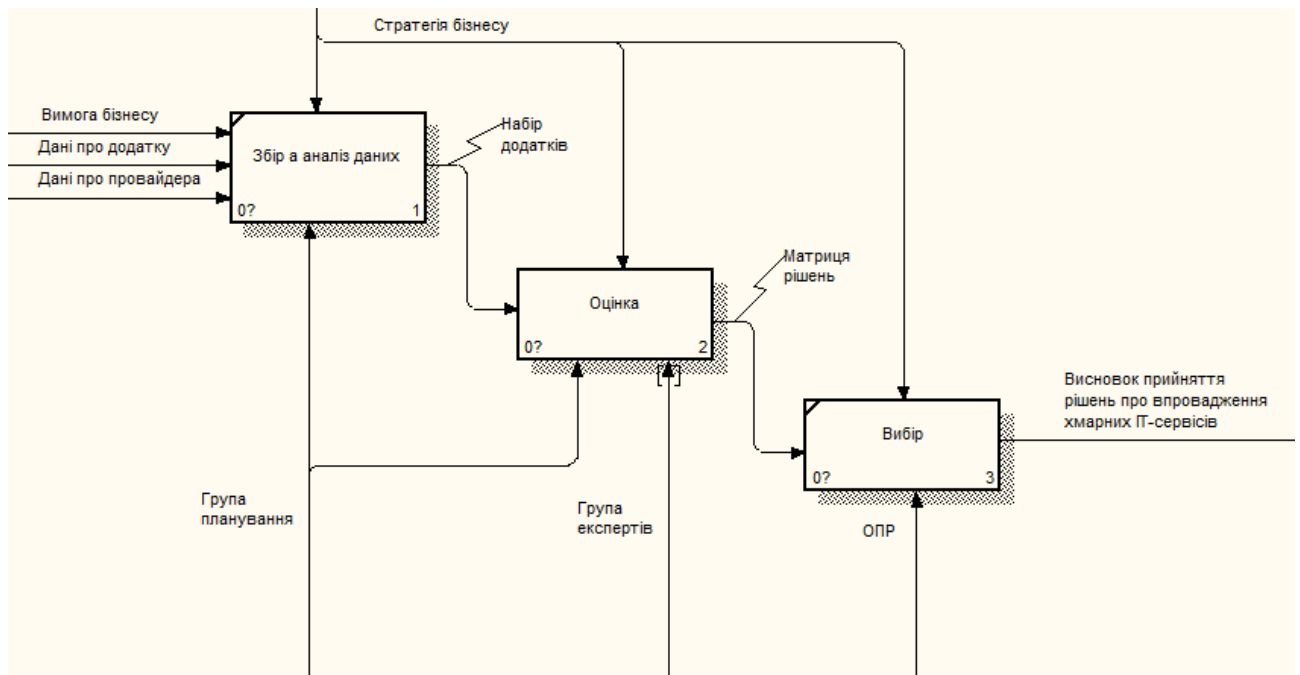 Стратегія бізнесу
Вимога бізнесу
Дані про додатку
Дані про провайдера
Збір а аналіз даних
0?
1
Набір
додатків
Оцінка
0?
2
Матриця
рішень
Вибір
0?
3
Висновок прийняття
рішень про впровадження
хмарних ІТ-сервісів
Група
планування
Група
експертів
ОПР